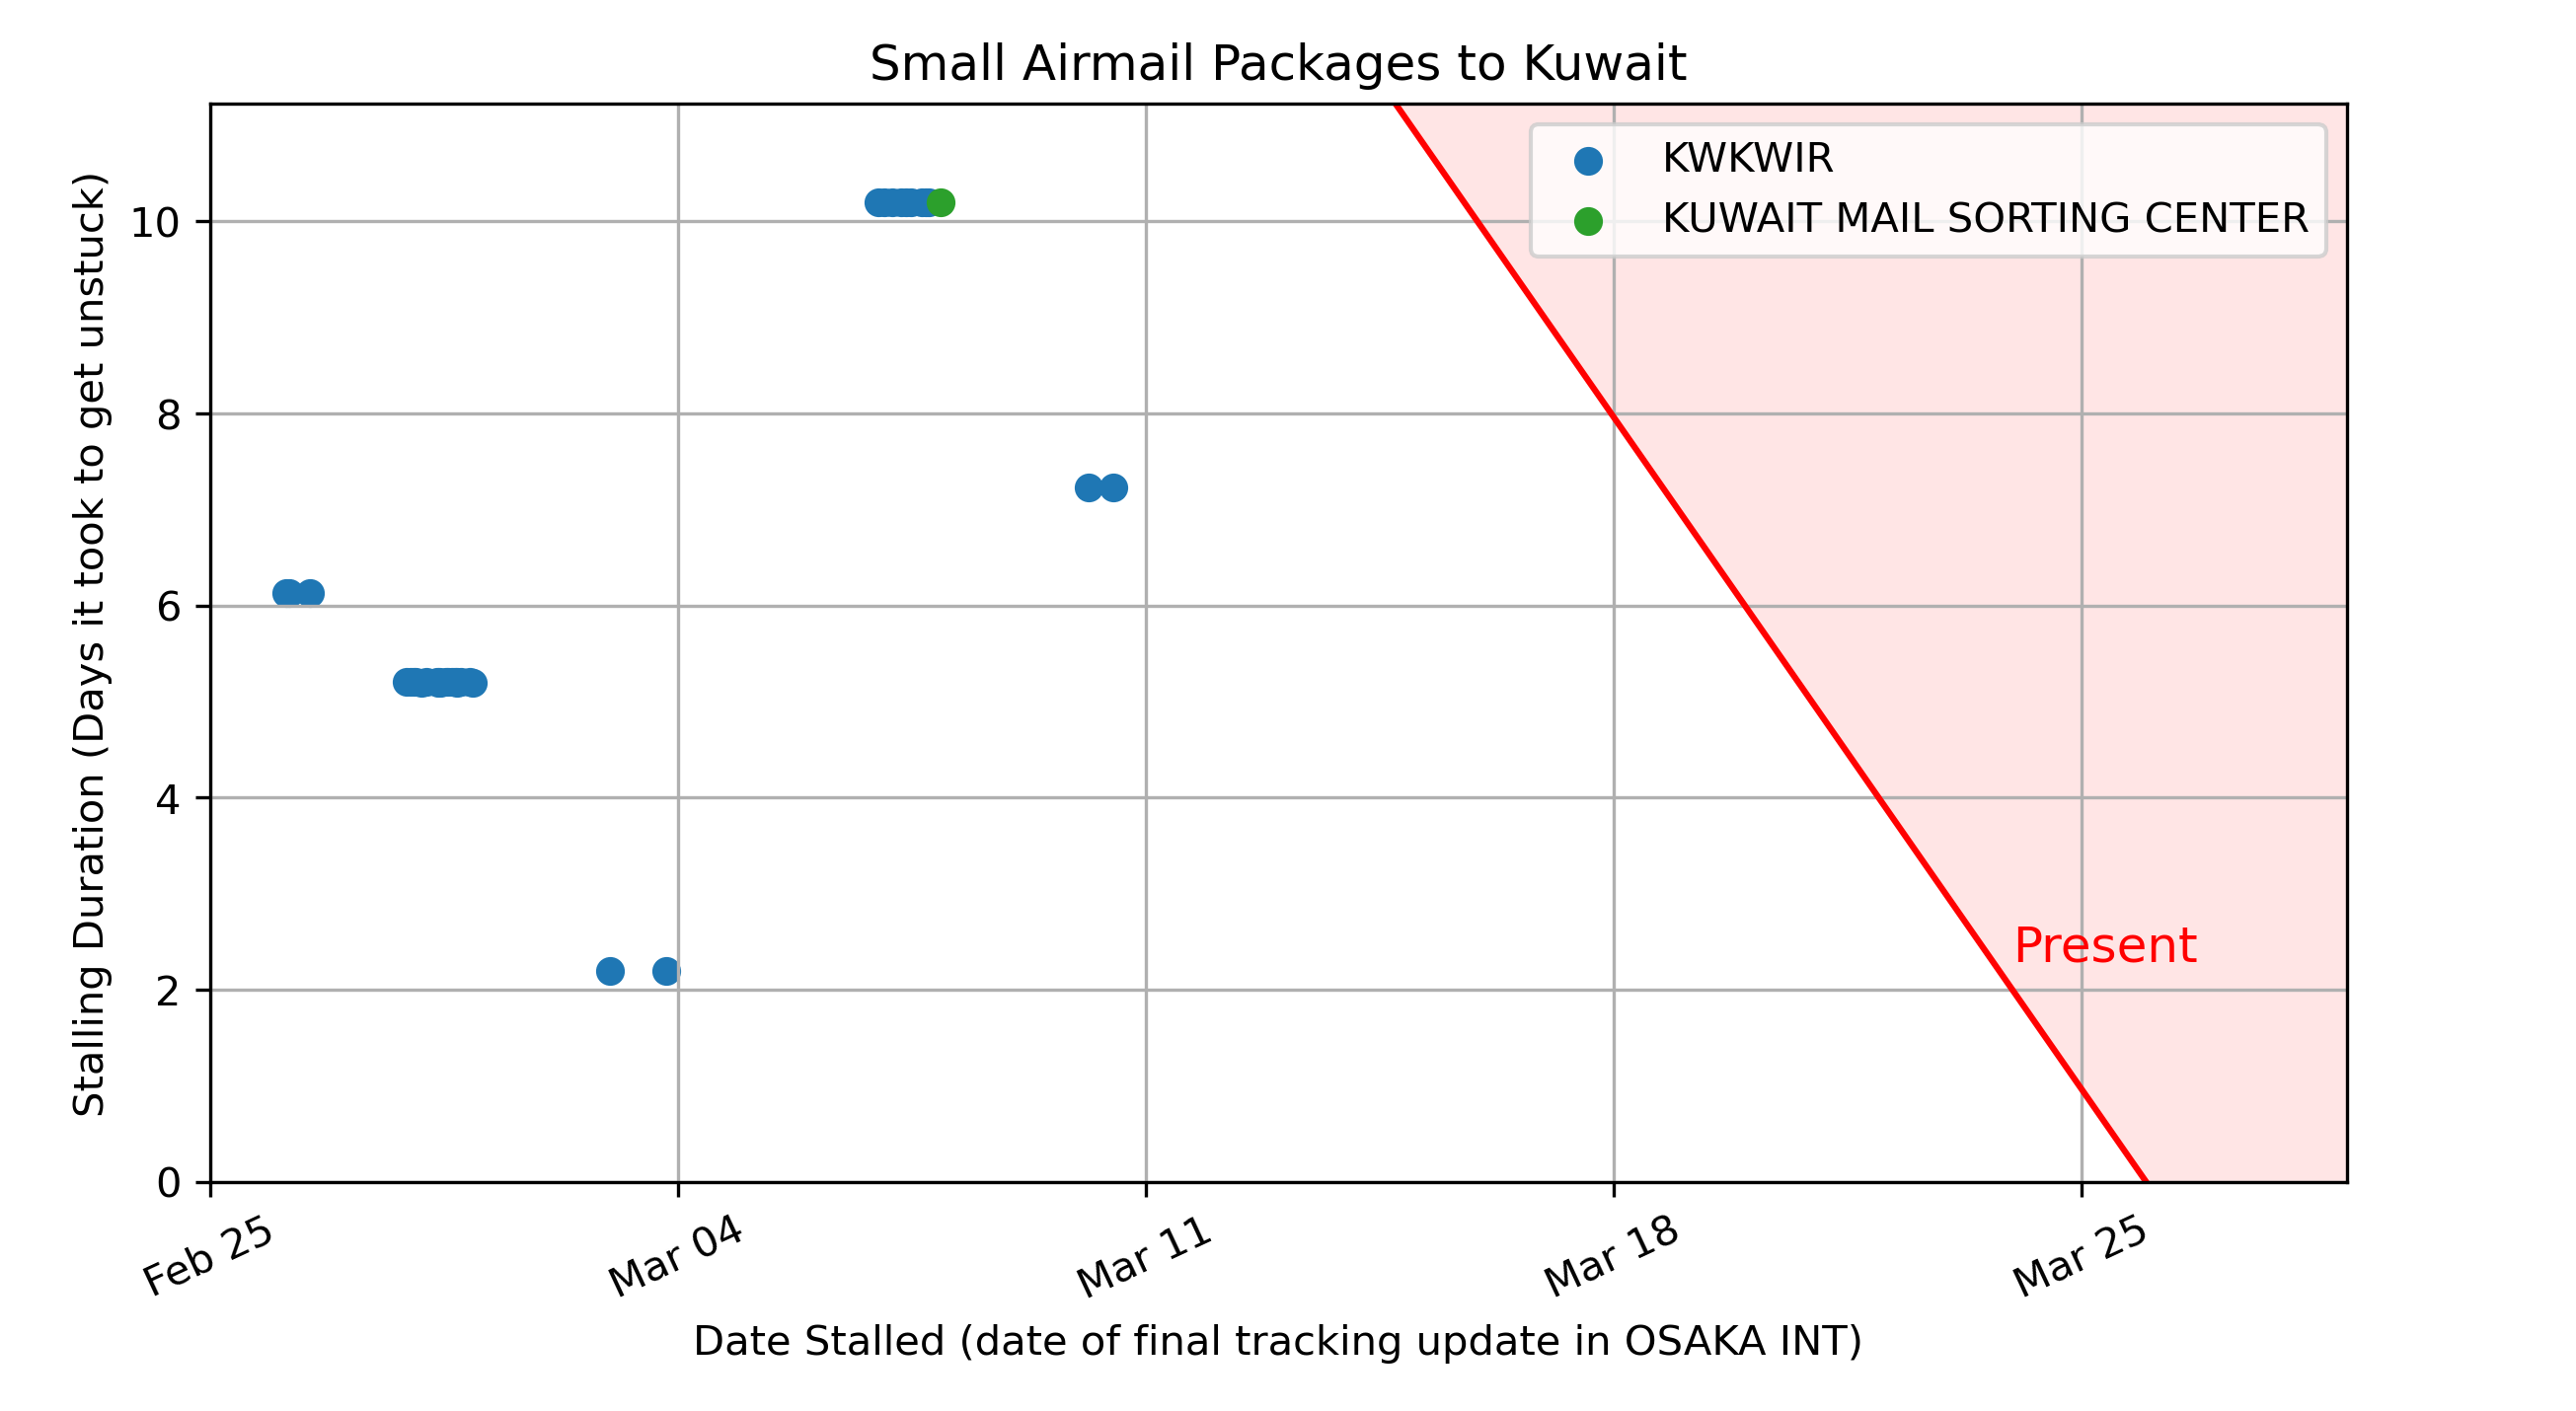 Small Airmail Packages to Kuwait
KWKWIR
KUWAIT MAIL SORTING CENTER
Stalling Duration (Days it took to get unstuck)
10
8
6
4
2
0
Present
Feb 25
Mar 04
Mar 11
Mar 18
Mar 25
Date Stalled (date of final tracking update in OSAKA INT)